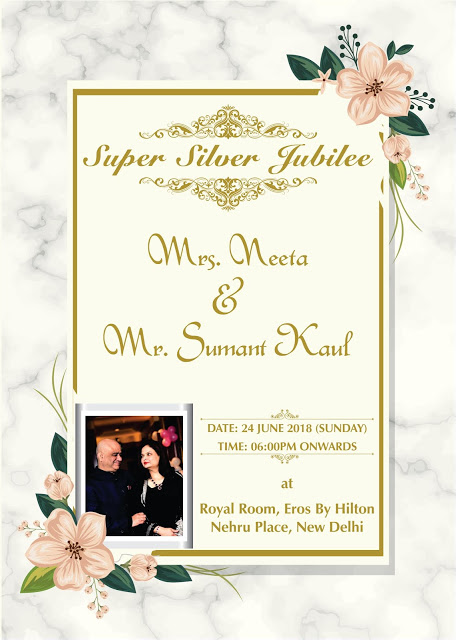 Super Silver Jubilee
Mrs. Neeta
&
Mr. Sumant Kaul
DATE: 24 JUNE 2018 (SUNDAY)
TIME: 06:00PM ONWARDS
at
Royal Room, Eros By Hilton
Nehru Place, New Delhi